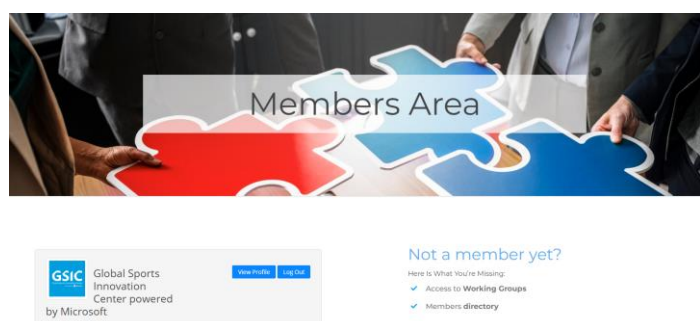 Members Area
GSIC
Global Sports
Innovation
Center powered
by Microsoft
View Profile
Log Out
Not a member yet?
Here Is What You're Missing:
Access to Working Groups
Members directory